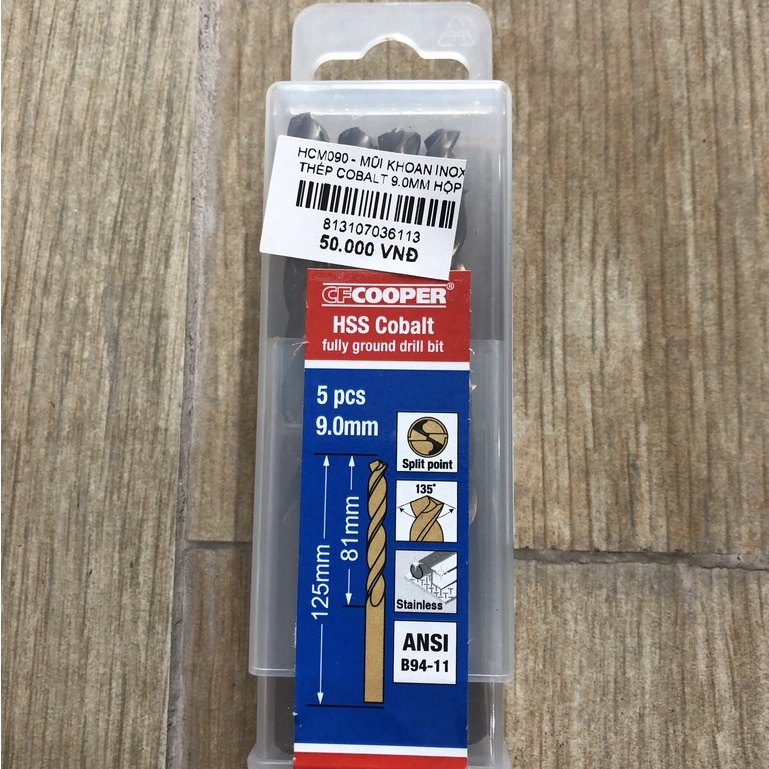 HCM090 - MŨI KHOAN INOX
THÉP COBALT 9.0MM HỘP
813107036113
50.000 VNĐ
CFCOOPER®
HSS Cobalt
fully ground drill bit
5 pcs
9.0mm
Split point
135°
81mm
125mm
Stainless
ANSI
B94-11